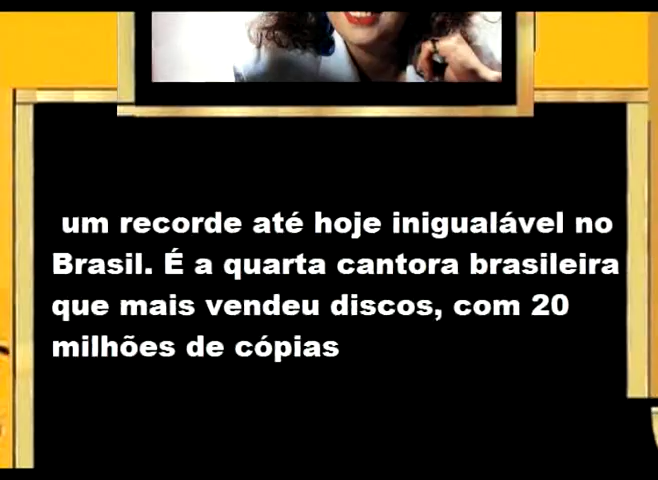 um recorde até hoje inigualável no
Brasil. É a quarta cantora brasileira
que mais vendeu discos, com 20
milhões de cópias